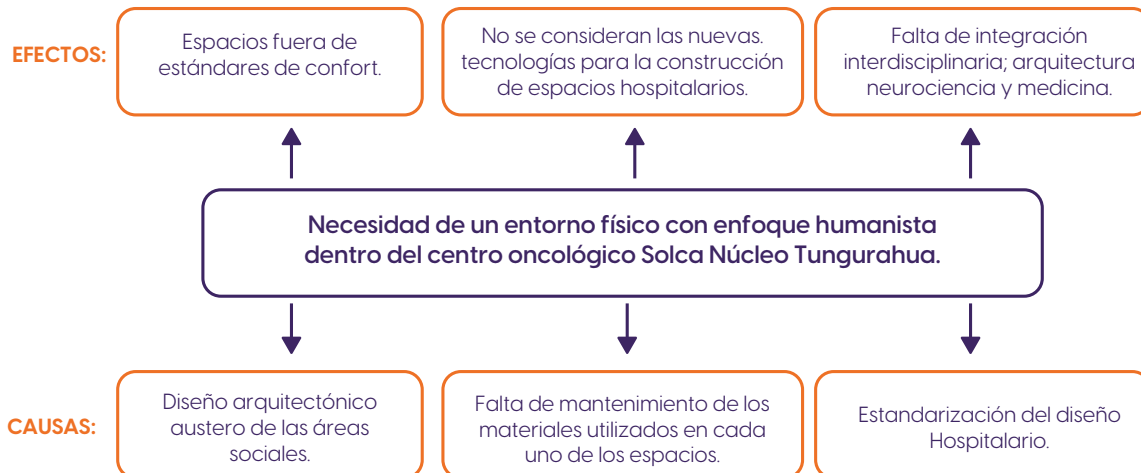 EFECTOS:
Espacios fuera de
estándares de confort.
No se consideran las nuevas.
tecnologías para la construcción
de espacios hospitalarios.
Falta de integración
interdisciplinaria; arquitectura
neurociencia y medicina.
Necesidad de un entorno físico con enfoque humanista
dentro del centro oncológico Solca Núcleo Tungurahua.
CAUSAS:
Diseño arquitectónico
austero de las áreas
sociales.
Falta de mantenimiento de los
materiales utilizados en cada
uno de los espacios.
Estandarización del diseño
Hospitalario.